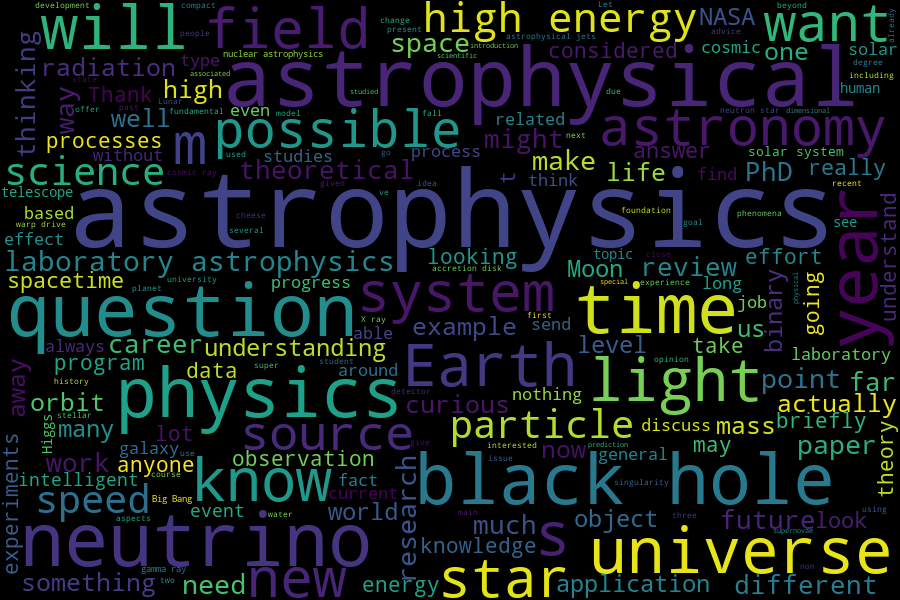 development
compact
will
people
field
high energy
Let
NASA
beyond
want
already
change
present
advice
space
introduction
astrophysical jets
considered
cosmic
one
solar
thinking
nuclear astrophysics
scientific
degree
radiation
type
associated
astrophysical
including
way
state
Thank
high
studied
due
human
offer
past
Lunar
fundamental
even
model
fall
related
neutron star
dimensional
well
possible
might
next
astronomy
processes
m
without
used
studies
go
process
answer
solar system
science
cosmic ray
theoretical
t
make
think
life
find
PhD
really
telescope
given
ve
idea
recent
based
warp drive
cheese
several
astrophysics
foundation
goal
phenomena
see
year
understand
effect
laboratory astrophysics
looking
accretion disk
topic
close
Moon
review
effort
spacetime
planet
university
progress
system
special
experience
long
binary
physical
going
question
X ray
able
first
example
send
time
job
us
always
career
understanding
Earth
level
take
laboratory
away
program
history
data
super
student
around
detector
nothing
opinion
light
point
far
orbit
stellar
physics
curious
actually
many
Higgs
lot
source
give
particle
discuss
mass
briefly
experiments
galaxy
use
observation
interested
prediction
now
general
may
paper
theory
work
anyone
course
intelligent
know
fact
research
issue
black hole
singularity
speed
Big Bang
current
event
water
world
main
three
using
aspects
much
s
object
future
look
neutrino
supernovae
knowledge
universe
gamma ray
two
non
something
need
new
energy
star
application
different